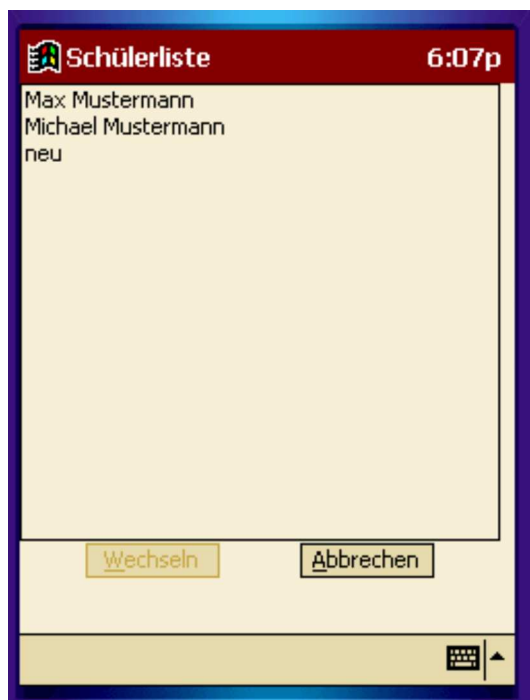 Schülerliste 6:07p
Max Mustermann
Michael Mustermann
neu
Wechseln Abbrechen